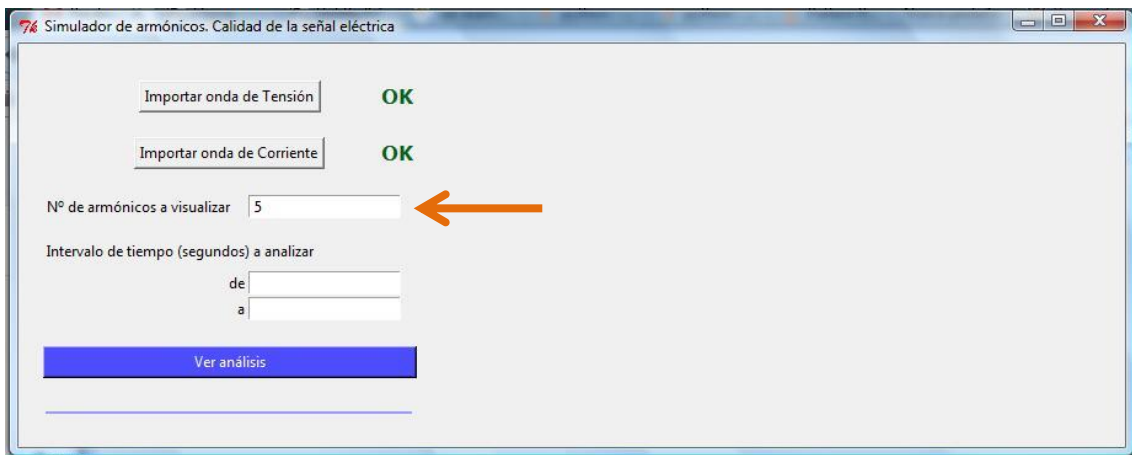 Simulador de armónicos. Calidad de la señal eléctrica
Importar onda de Tensión OK
Importar onda de Corriente OK
Nº de armónicos a visualizar 5
Intervalo de tiempo (segundos) a analizar
de
a
Ver análisis